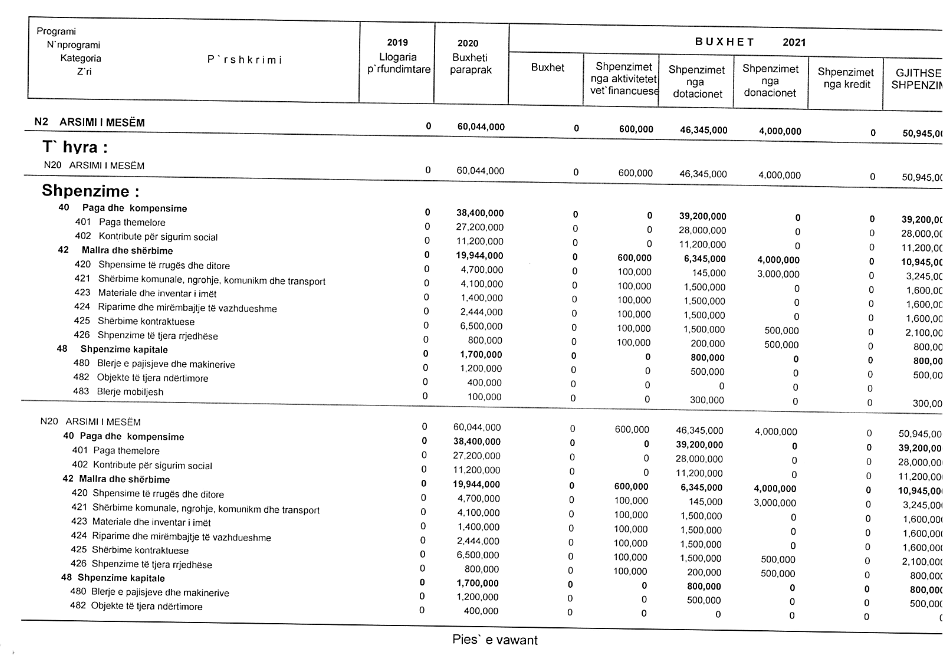 Programi
N`nprogrami
Kategoria
Z`ri
P`rshkrimi
2019
Llogaria
p`rfundimtare
2020
Buxheti
paraprak
BUXHET 2021
Buxhet
Shpenzimet
nga aktivitetet
vet`financuese
Shpenzimet
nga
dotacionet
Shpenzimet
nga
donacionet
Shpenzimet
nga kredit
GJITHSE
SHPENZIM
N2 ARSIMI I MESËM 0 60,044,000 0 600,000 46,345,000 4,000,000 0 50,945,00
T` hyra :
N20 ARSIMI I MESËM 0 60,044,000 0 600,000 46,345,000 4,000,000 0 50,945,00
Shpenzime :
40 Paga dhe kompensime 0 38,400,000 0 0 39,200,000 0 0 39,200,00
401 Paga themelore 0 27,200,000 0 0 28,000,000 0 0 28,000,00
402 Kontribute për sigurim social 0 11,200,000 0 0 11,200,000 0 0 11,200,00
42 Mallra dhe shërbime 0 19,944,000 0 600,000 6,345,000 4,000,000 0 10,945,00
420 Shpensime të rrugës dhe ditore 0 4,700,000 0 100,000 145,000 3,000,000 0 3,245,00
421 Shërbime komunale, ngrohje, komunikm dhe transport 0 4,100,000 0 100,000 1,500,000 0 0 1,600,00
423 Materiale dhe inventar i imët 0 1,400,000 0 100,000 1,500,000 0 0 1,600,00
424 Riparime dhe mirëmbajtje të vazhdueshme 0 2,444,000 0 100,000 1,500,000 0 0 1,600,00
425 Shërbime kontraktuese 0 6,500,000 0 100,000 1,500,000 500,000 0 2,100,00
426 Shpenzime të tjera rrjedhëse 0 800,000 0 100,000 200,000 500,000 0 800,00
48 Shpenzime kapitale 0 1,700,000 0 0 800,000 0 0 800,00
480 Blerje e pajisjeve dhe makinerive 0 1,200,000 0 0 500,000 0 0 500,00
482 Objekte të tjera ndërtimore 0 400,000 0 0 0 0 0
483 Blerje mobiljesh 0 100,000 0 0 300,000 0 0 300,00
N20 ARSIMI I MESËM 0 60,044,000 0 600,000 46,345,000 4,000,000 0 50,945,00
40 Paga dhe kompensime 0 38,400,000 0 0 39,200,000 0 0 39,200,00
401 Paga themelore 0 27,200,000 0 0 28,000,000 0 0 28,000,00
402 Kontribute për sigurim social 0 11,200,000 0 0 11,200,000 0 0 11,200,00
42 Mallra dhe shërbime 0 19,944,000 0 600,000 6,345,000 4,000,000 0 10,945,00
420 Shpensime të rrugës dhe ditore 0 4,700,000 0 100,000 145,000 3,000,000 0 3,245,00
421 Shërbime komunale, ngrohje, komunikm dhe transport 0 4,100,000 0 100,000 1,500,000 0 0 1,600,00
423 Materiale dhe inventar i imët 0 1,400,000 0 100,000 1,500,000 0 0 1,600,00
424 Riparime dhe mirëmbajtje të vazhdueshme 0 2,444,000 0 100,000 1,500,000 0 0 1,600,00
425 Shërbime kontraktuese 0 6,500,000 0 100,000 1,500,000 500,000 0 2,100,00
426 Shpenzime të tjera rrjedhëse 0 800,000 0 100,000 200,000 500,000 0 800,00
48 Shpenzime kapitale 0 1,700,000 0 0 800,000 0 0 800,00
480 Blerje e pajisjeve dhe makinerive 0 1,200,000 0 0 500,000 0 0 500,00
482 Objekte të tjera ndërtimore 0 400,000 0 0 0 0 0 0
Pies` e vawant